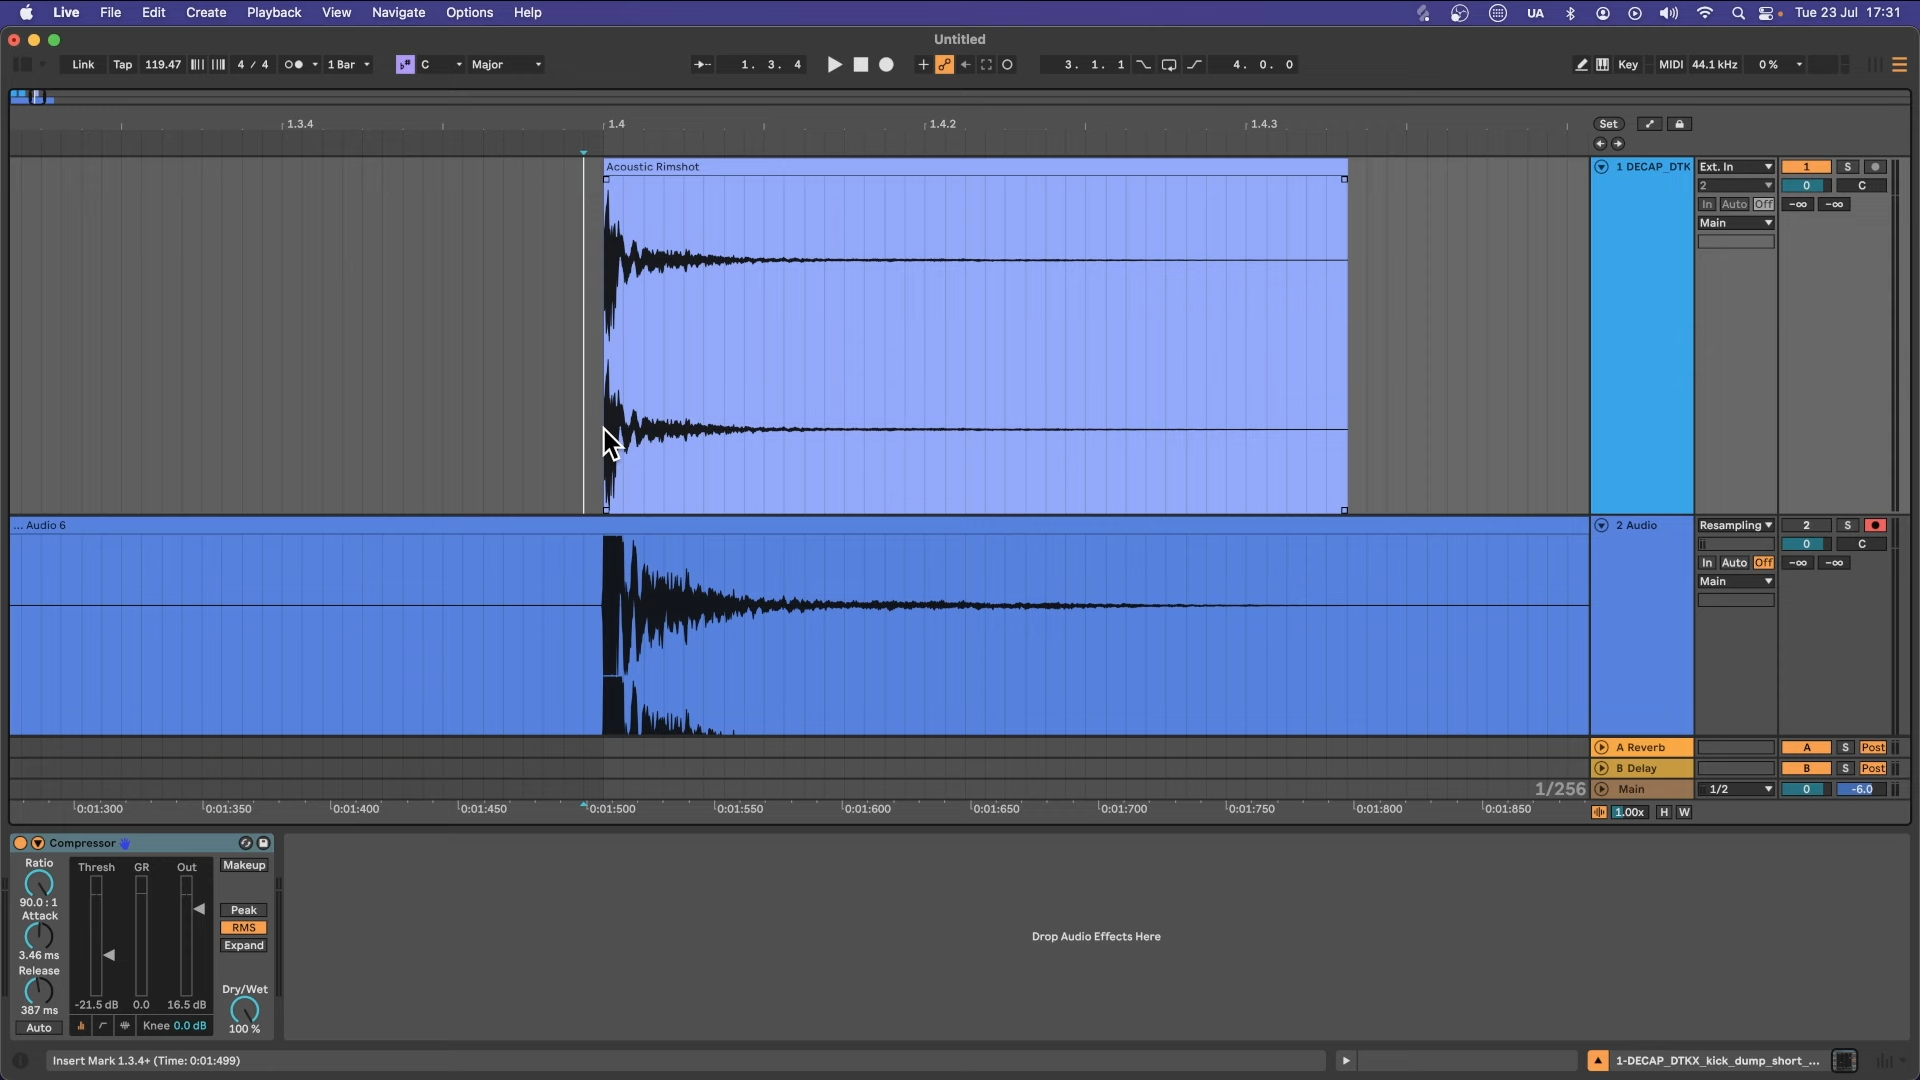 Live File Edit Create Playback View Navigate Options Help UA Tue 23 Jul 17:31
Untitled
Link Tap 119.47 4 / 4 1 Bar C Major 1. 3. 4 3. 1. 1 4. 0. 0 Key MIDI 44.1 kHz 0 %
1.3.4 1.4 1.4.2 1.4.3 Set
Acoustic Rimshot 1 DECAP_DTK Ext. In 1 S
2 0 C
In Auto Off -∞ -∞
Main
... Audio 6 2 Audio Resampling 2 S
0 C
In Auto Off -∞ -∞
Main
A Reverb A S Post
B Delay B S Post
1/256 Main 1/2 0 -6.0
0:01:300 0:01:350 0:01:400 0:01:450 0:01:500 0:01:550 0:01:600 0:01:650 0:01:700 0:01:750 0:01:800 0:01:850 1.00x H W
Compressor
Ratio Thresh GR Out Makeup
90.0 : 1
Attack Peak
RMS
Expand
3.46 ms
Release
Dry/Wet
387 ms -21.5 dB 0.0 16.5 dB
Auto Knee 0.0 dB 100 %
Drop Audio Effects Here
Insert Mark 1.3.4+ (Time: 0:01:499) 1-DECAP_DTKX_kick_dump_short_...